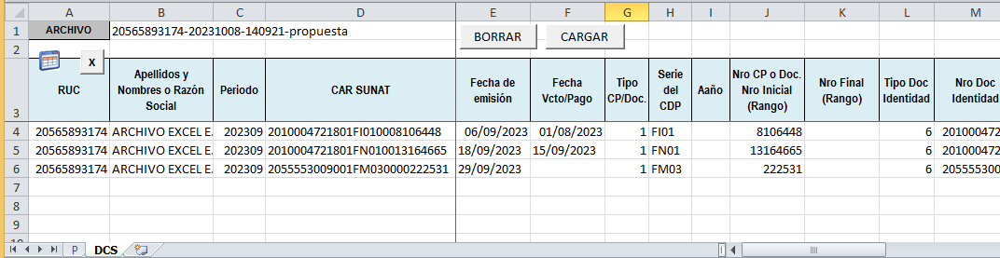 A B C D E F G H I J K L M
1 ARCHIVO 20565893174-20231008-140921-propuesta BORRAR CARGAR
2 x
3 RUC Apellidos y Nombres o Razón Social Periodo CAR SUNAT Fecha de emisión Fecha Vcto/Pago Tipo CP/Doc. Serie del CDP Aaño Nro CP o Doc. Nro Inicial (Rango) Nro Final (Rango) Tipo Doc Identidad Nro Doc Identidad
4 20565893174 ARCHIVO EXCEL E. 202309 2010004721801FI010008106448 06/09/2023 01/08/2023 1 FI01 8106448 6 201000472
5 20565893174 ARCHIVO EXCEL E. 202309 2010004721801FN010013164665 18/09/2023 15/09/2023 1 FN01 13164665 6 201000472
6 20565893174 ARCHIVO EXCEL E. 202309 2055553009001FM030000222531 29/09/2023 1 FM03 222531 6 205555300
7
8
9
10
P DCS